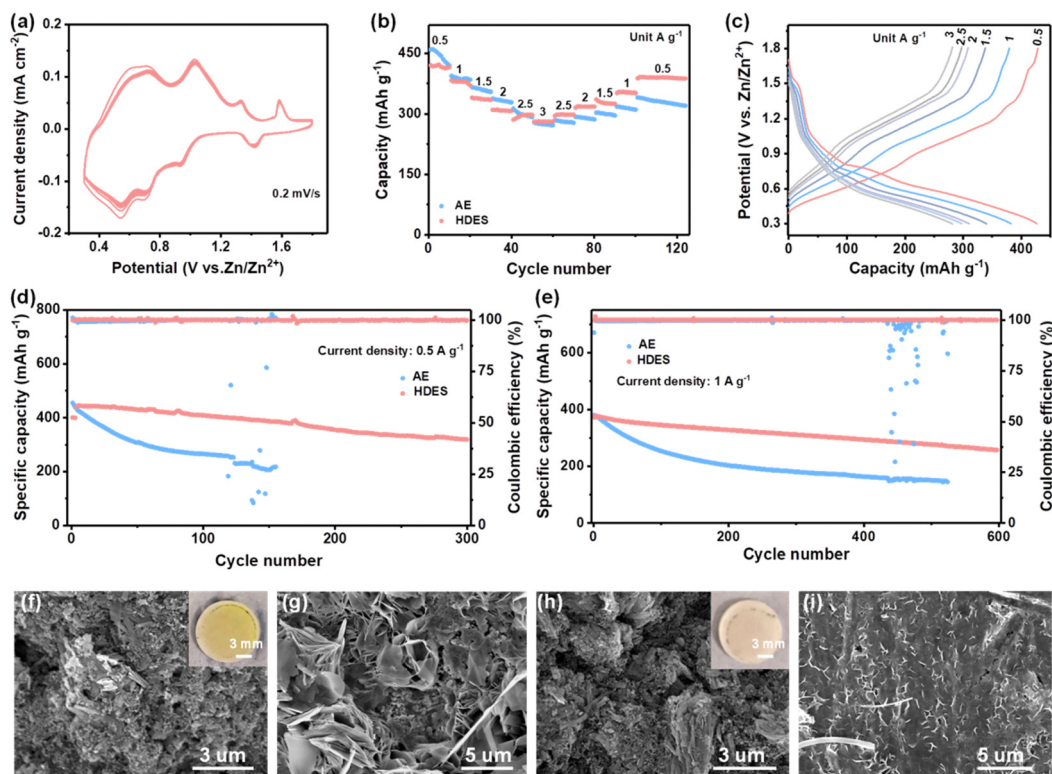 (a)
Current density (mA cm⁻²)
0.2
0.1
0.0
-0.1
-0.2
0.2 mV/s
0.4 0.8 1.2 1.6
Potential (V vs.Zn/Zn²⁺)
(b)
Capacity (mAh g⁻¹)
450
300
150
0
Unit A g⁻¹
0.5 1 1.5 2 2.5 3 2.5 2 1.5 1 0.5
AE
HDES
0 20 40 60 80 100 120
Cycle number
(c)
Potential (V vs. Zn/Zn²⁺)
1.8
1.5
1.2
0.9
0.6
0.3
Unit A g⁻¹
3 2.5 2 1.5 1 0.5
0 100 200 300 400
Capacity (mAh g⁻¹)
(d)
Specific capacity (mAh g⁻¹)
800
600
400
200
0
Current density: 0.5 A g⁻¹
AE
HDES
100
75
50
25
0
Coulombic efficiency (%)
0 100 200 300
Cycle number
(e)
Specific capacity (mAh g⁻¹)
600
400
200
0
AE
HDES
Current density: 1 A g⁻¹
100
75
50
25
0
Coulombic efficiency (%)
0 200 400 600
Cycle number
(f)
3 mm
3 um
(g)
5 um
(h)
3 mm
3 um
(i)
5 um